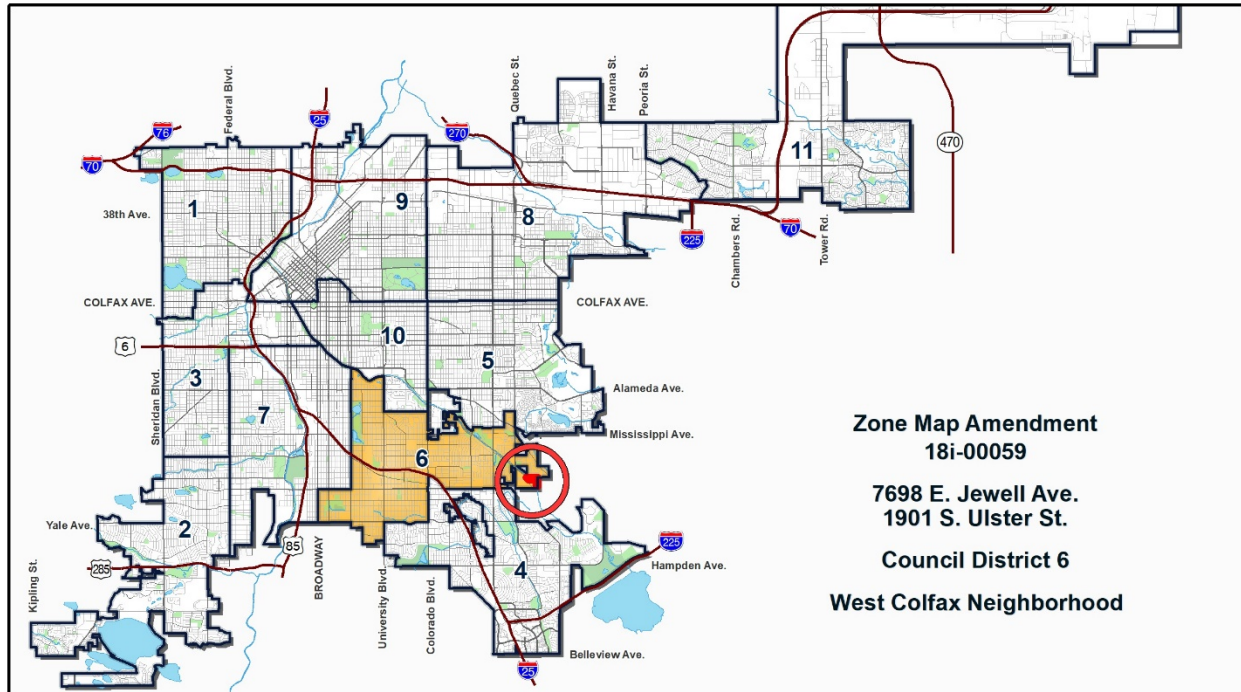 Federal Blvd.
Quebec St.
Havana St.
Peoria St.
76
25
270
70
470
11
9
1
38th Ave.
8
225
Chambers Rd.
70
Tower Rd.
COLFAX AVE.
COLFAX AVE.
10
6
5
3
Sheridan Blvd.
7
Alameda Ave.
Mississippi Ave.
6
Yale Ave.
2
85
BROADWAY
285
Kipling St.
University Blvd.
Colorado Blvd.
4
225
Hampden Ave.
Belleview Ave.
25
Zone Map Amendment
18i-00059
7698 E. Jewell Ave.
1901 S. Ulster St.
Council District 6
West Colfax Neighborhood